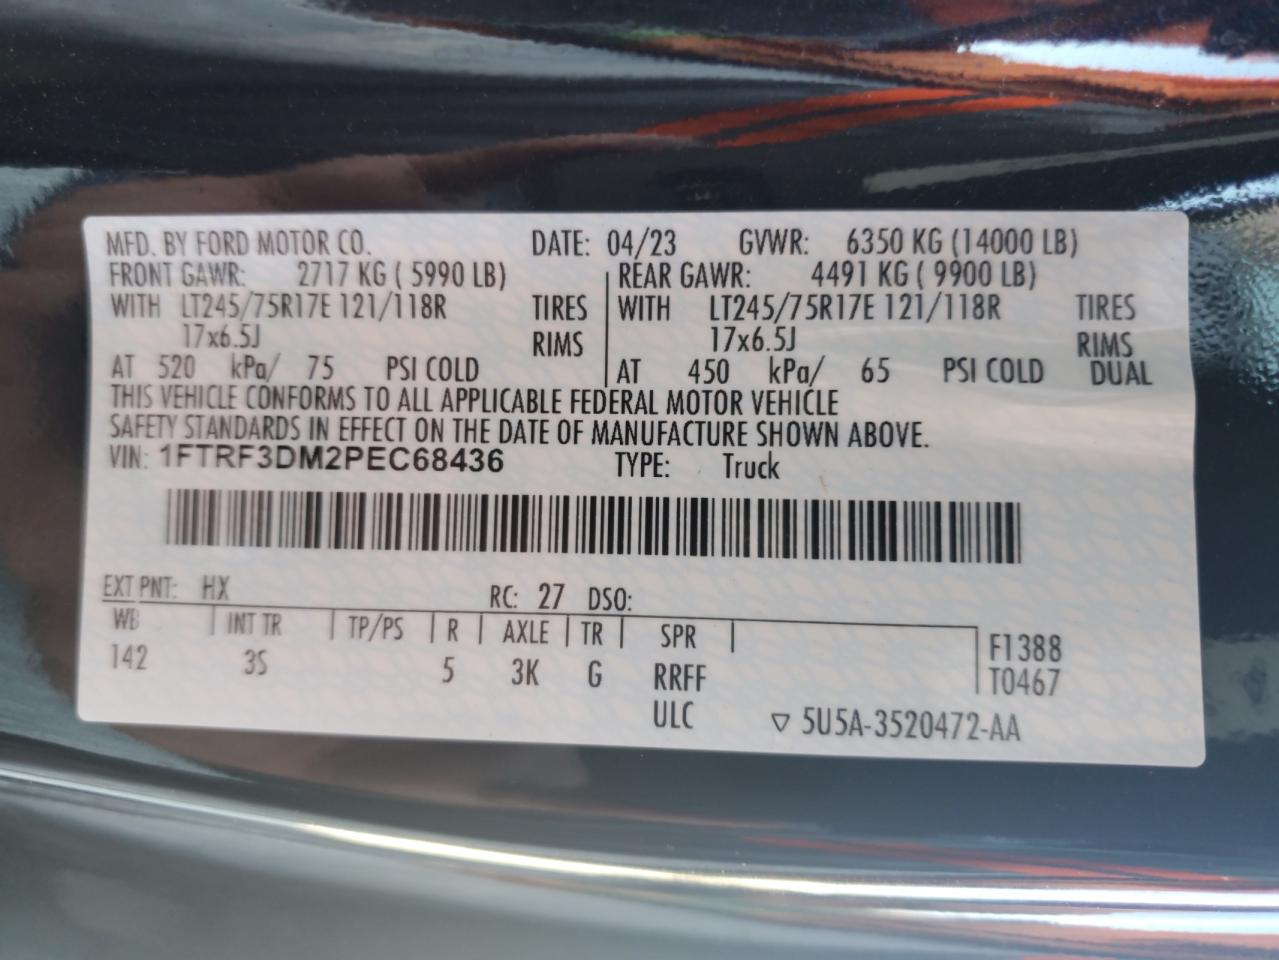 MFD. BY FORD MOTOR CO. DATE: 04/23 GVWR: 6350 KG (14000 LB)
FRONT GAWR: 2717 KG ( 5990 LB) REAR GAWR: 4491 KG ( 9900 LB)
WITH LT245/75R17E 121/118R TIRES WITH LT245/75R17E 121/118R TIRES
17x6.5J RIMS 17x6.5J RIMS
AT 520 kPa/ 75 PSI COLD AT 450 kPa/ 65 PSI COLD DUAL
THIS VEHICLE CONFORMS TO ALL APPLICABLE FEDERAL MOTOR VEHICLE
SAFETY STANDARDS IN EFFECT ON THE DATE OF MANUFACTURE SHOWN ABOVE.
VIN: 1FTRF3DM2PEC68436 TYPE: Truck
EXT PNT: HX RC: 27 DSO:
WB INT TR TP/PS R AXLE TR SPR F1388
142 3S 5 3K G RRFF T0467
ULC 5U5A-3520472-AA